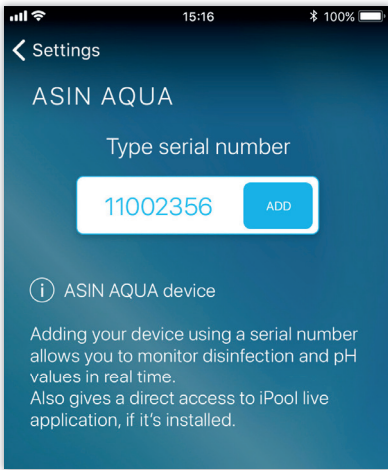 15:16
100%
Settings
ASIN AQUA
Type serial number
11002356
ADD
i ASIN AQUA device
Adding your device using a serial number
allows you to monitor disinfection and pH
values in real time.
Also gives a direct access to iPool live
application, if it's installed.